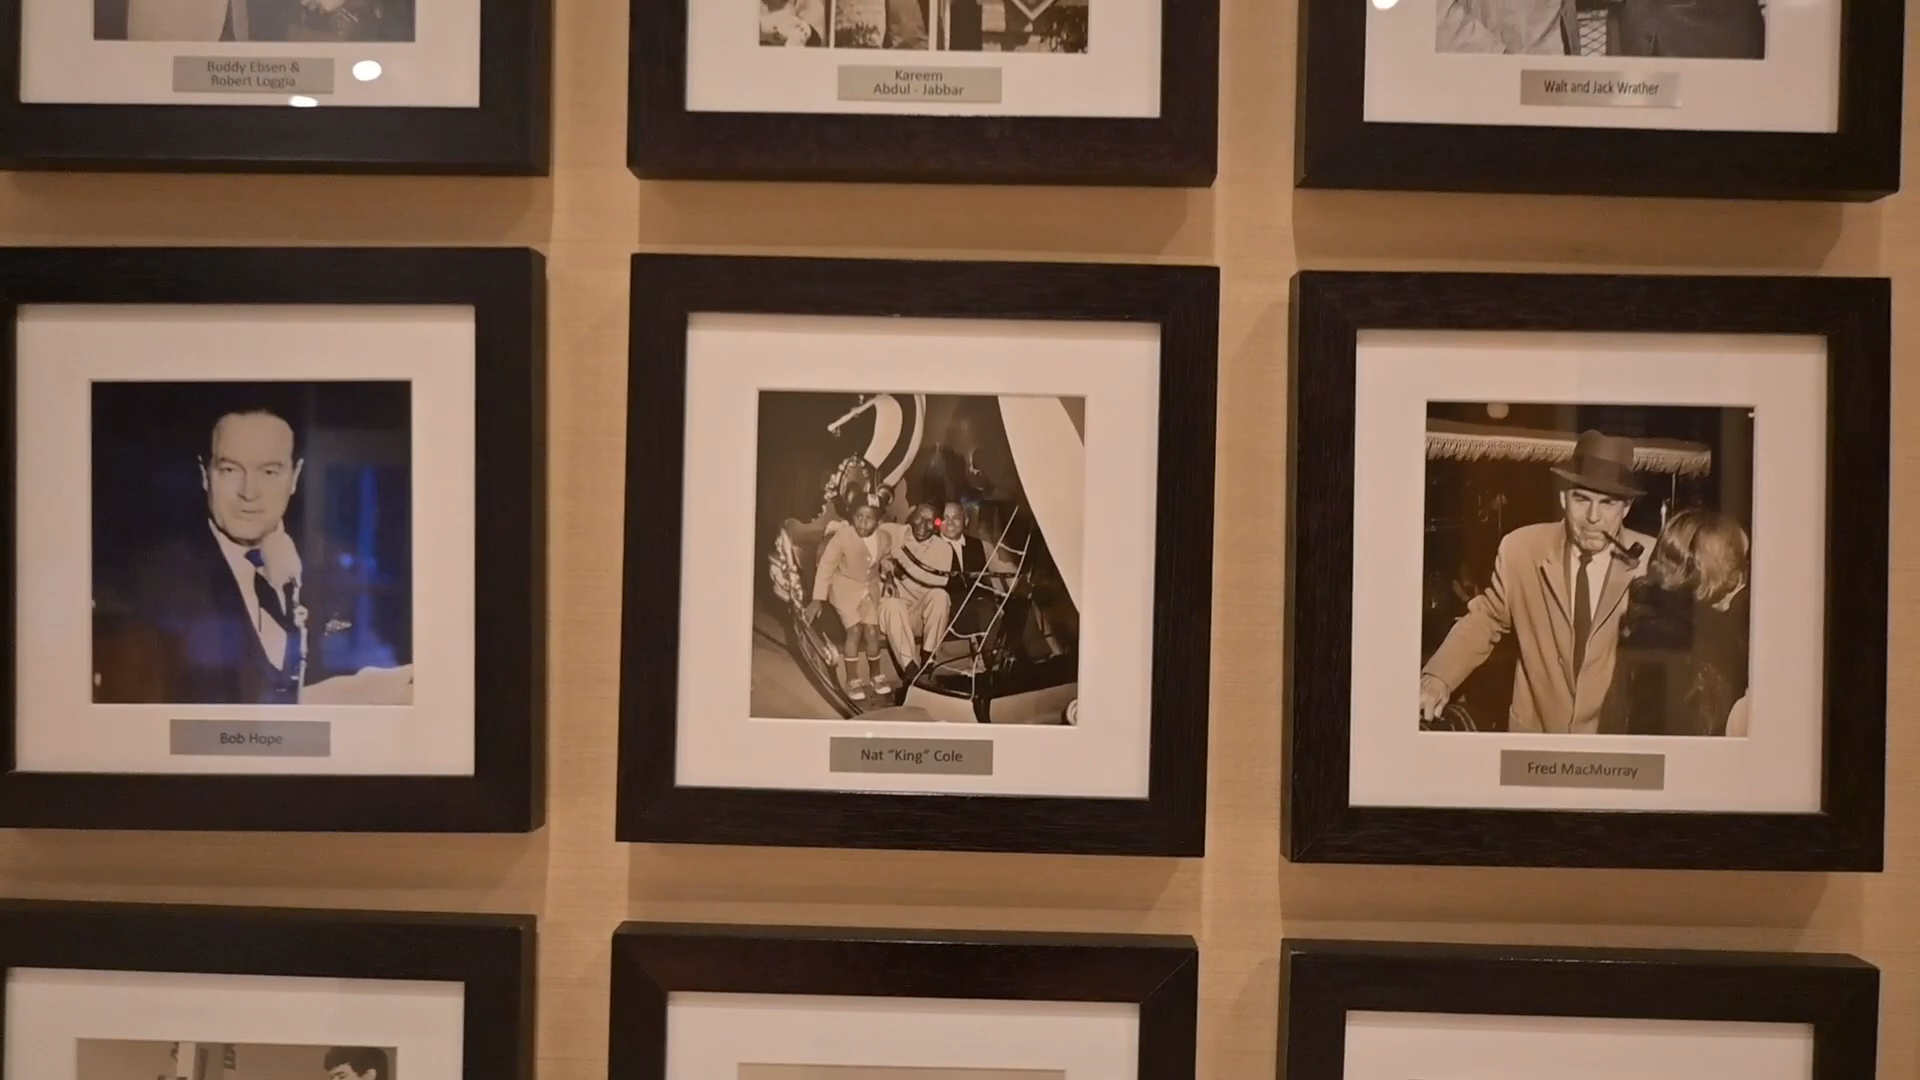 Buddy Ebsen &
Robert Loggia
Kareem
Abdul - Jabbar
Walt and Jack Wrather
Bob Hope
Nat "King" Cole
Fred MacMurray